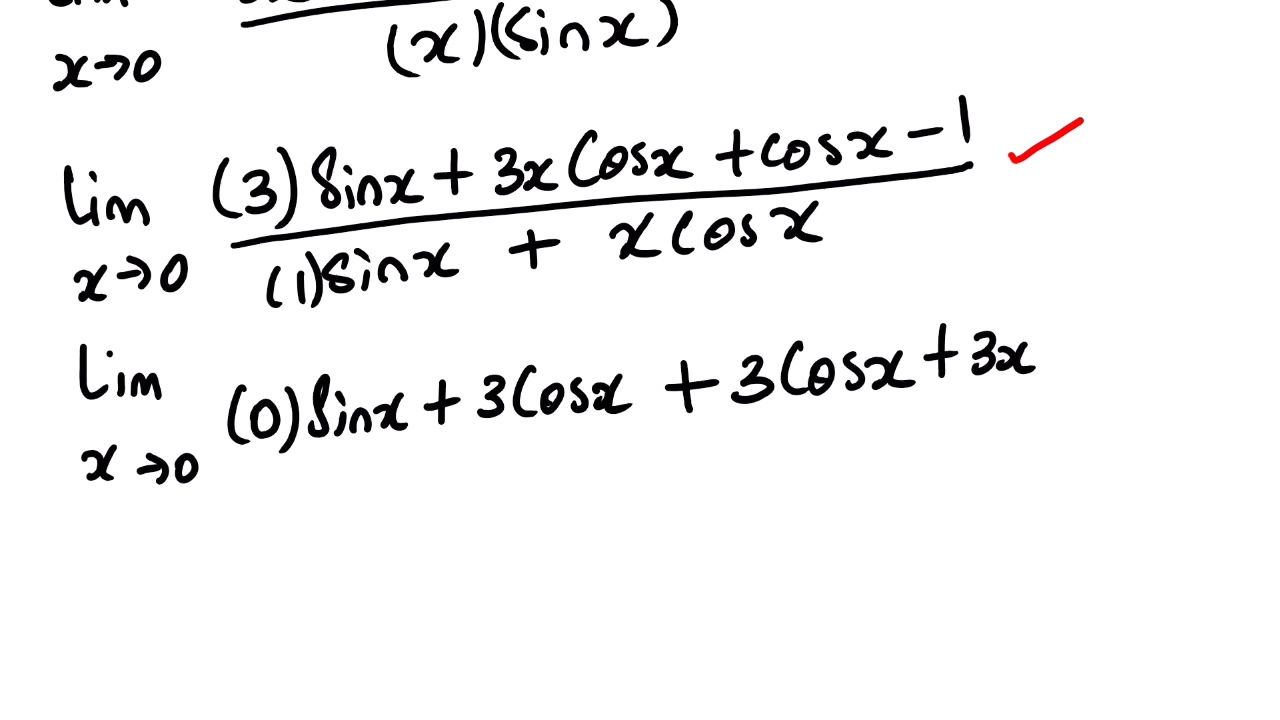 x→0 (x)(sinx)
lim (3)sinx + 3x Cosx + cosx - 1
x→0 (1)sinx + x cosx
Lim (0)sinx + 3Cosx + 3Cosx + 3x
x→0